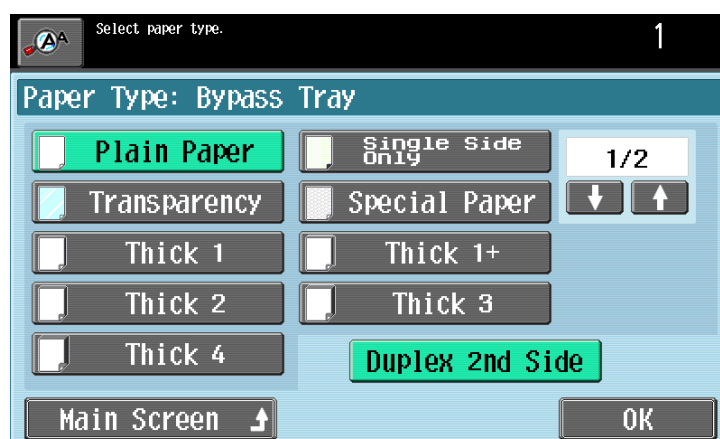 AA
Select paper type.
1
Paper Type: Bypass Tray
Plain Paper
Single Side
Only
1/2
Transparency
Special Paper
Thick 1
Thick 1+
Thick 2
Thick 3
Thick 4
Duplex 2nd Side
Main Screen
OK